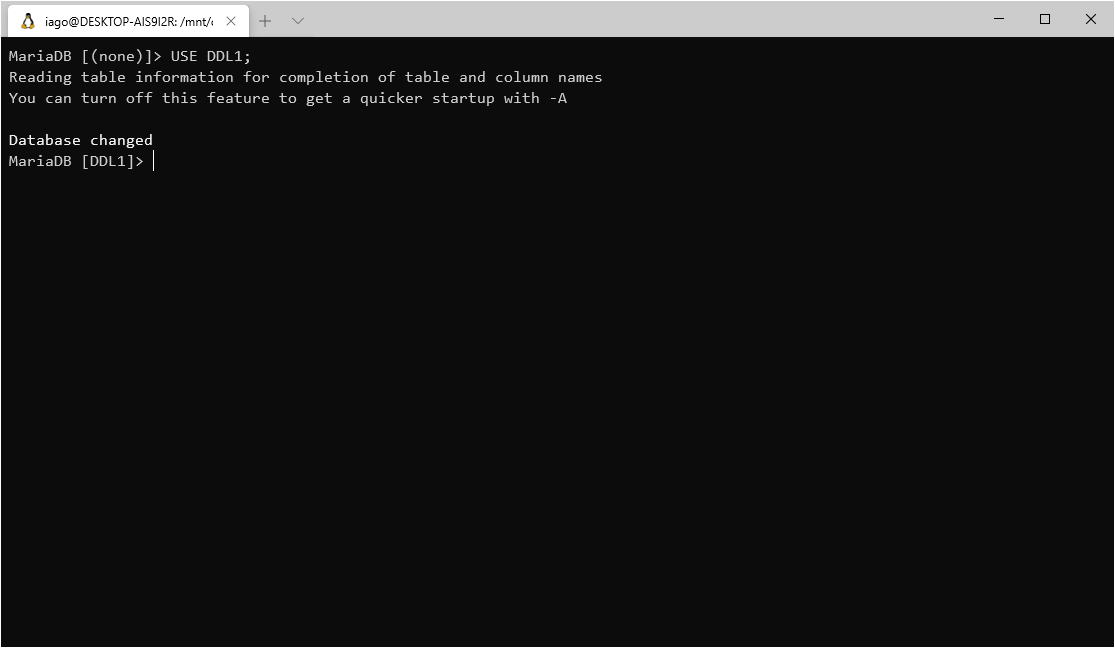 iago@DESKTOP-AIS9I2R: /mnt/c
MariaDB [(none)]> USE DDL1;
Reading table information for completion of table and column names
You can turn off this feature to get a quicker startup with -A
Database changed
MariaDB [DDL1]>